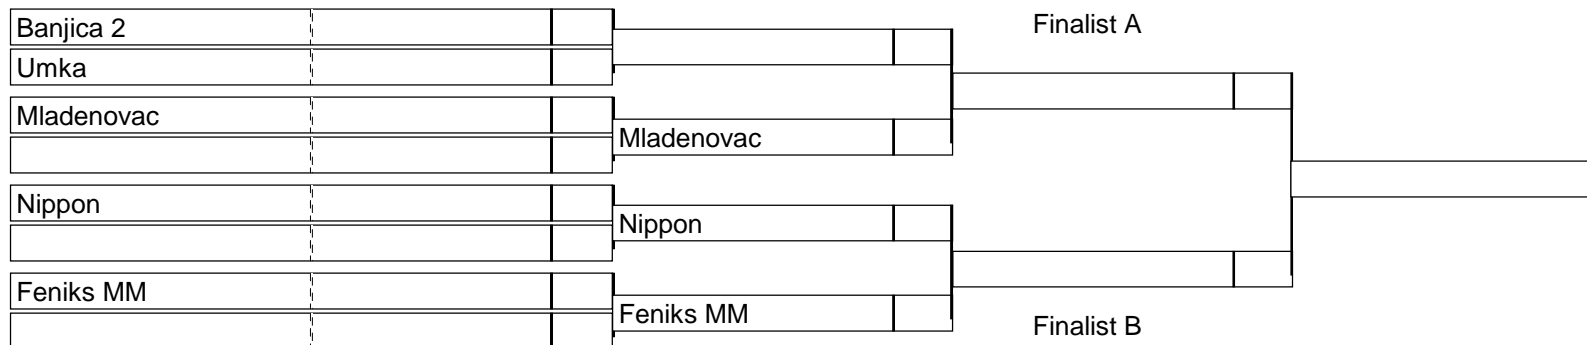 Banjica 2
Umka
Mladenovac
Nippon
Feniks MM
Mladenovac
Nippon
Feniks MM
Finalist A
Finalist B